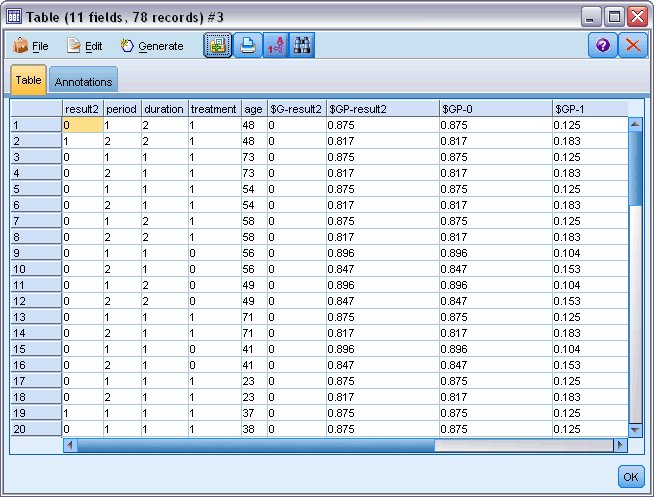 Table (11 fields, 78 records) #3
File Edit Generate
Table Annotations
result2 period duration treatment age $G-result2 $GP-result2 $GP-0 $GP-1
1 0 1 2 1 48 0 0.875 0.875 0.125
2 1 2 2 1 48 0 0.817 0.817 0.183
3 0 1 1 1 73 0 0.875 0.875 0.125
4 0 2 1 1 73 0 0.817 0.817 0.183
5 0 1 1 1 54 0 0.875 0.875 0.125
6 0 2 1 1 54 0 0.817 0.817 0.183
7 0 1 2 1 58 0 0.875 0.875 0.125
8 0 2 2 1 58 0 0.817 0.817 0.183
9 0 1 1 0 56 0 0.896 0.896 0.104
10 0 2 1 0 56 0 0.847 0.847 0.153
11 0 1 2 0 49 0 0.896 0.896 0.104
12 0 2 2 0 49 0 0.847 0.847 0.153
13 0 1 1 1 71 0 0.875 0.875 0.125
14 0 2 1 1 71 0 0.817 0.817 0.183
15 0 1 1 0 41 0 0.896 0.896 0.104
16 0 2 1 0 41 0 0.847 0.847 0.153
17 0 1 1 1 23 0 0.875 0.875 0.125
18 0 2 1 1 23 0 0.817 0.817 0.183
19 1 1 1 1 37 0 0.875 0.875 0.125
20 0 1 1 1 38 0 0.875 0.875 0.125
OK